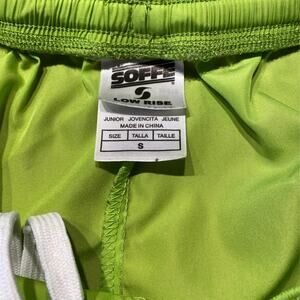 SOFFE
LOW RISE.
JUNIOR JOVENCITA JEUNE
MADE IN CHINA
SIZE TALLA TAILLE
S